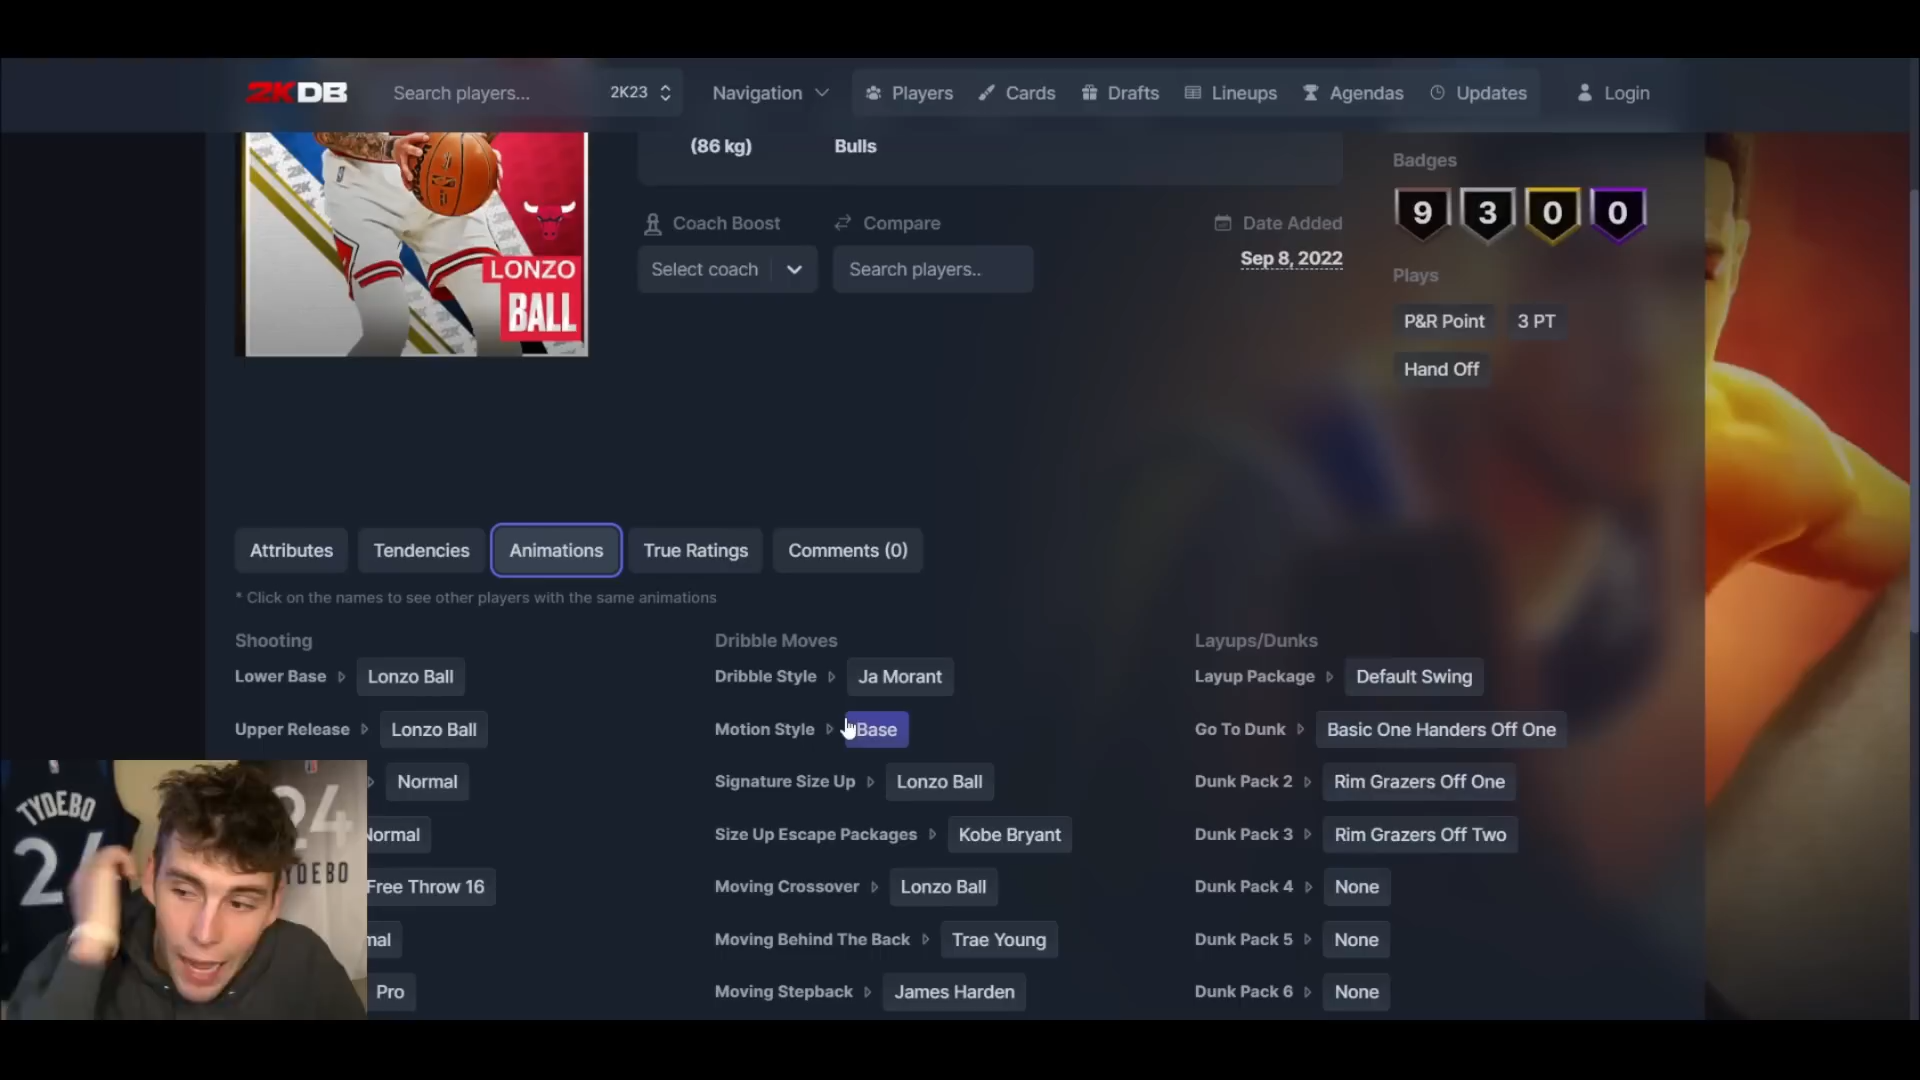 2KDB
Search players...
2K23
Navigation
Players
Cards
Drafts
Lineups
Agendas
Updates
Login
(86 kg)
Bulls
LONZO
BALL
Coach Boost
Compare
Date Added
Select coach
Search players..
Sep 8, 2022
Badges
9
3
0
0
Plays
P&R Point
3 PT
Hand Off
Attributes
Tendencies
Animations
True Ratings
Comments (0)
* Click on the names to see other players with the same animations
Shooting
Lower Base
Lonzo Ball
Upper Release
Lonzo Ball
Normal
Normal
Free Throw 16
mal
Pro
Dribble Moves
Dribble Style
Ja Morant
Motion Style
Base
Signature Size Up
Lonzo Ball
Size Up Escape Packages
Kobe Bryant
Moving Crossover
Lonzo Ball
Moving Behind The Back
Trae Young
Moving Stepback
James Harden
Layups/Dunks
Layup Package
Default Swing
Go To Dunk
Basic One Handers Off One
Dunk Pack 2
Rim Grazers Off One
Dunk Pack 3
Rim Grazers Off Two
Dunk Pack 4
None
Dunk Pack 5
None
Dunk Pack 6
None
TYDEBO
24
24
YDEBO